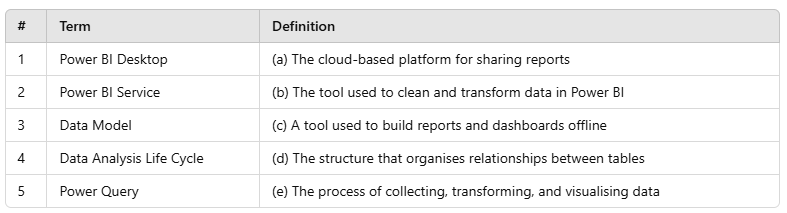 # Term Definition
1 Power BI Desktop (a) The cloud-based platform for sharing reports
2 Power BI Service (b) The tool used to clean and transform data in Power BI
3 Data Model (c) A tool used to build reports and dashboards offline
4 Data Analysis Life Cycle (d) The structure that organises relationships between tables
5 Power Query (e) The process of collecting, transforming, and visualising data